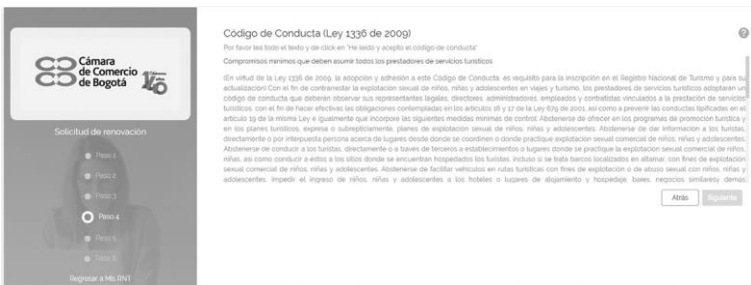 Cámara
de Comercio
de Bogotá
Solicitud de renovación
Paso 1
Paso 2
Paso 3
Paso 4
Paso 5
Paso 6
Regresar a Mis RNT
Código de Conducta (Ley 1336 de 2009)
Por favor lea todo el texto y de click en "He leído y acepto el código de conducta"
Compromisos mínimos que deben asumir todos los prestadores de servicios turísticos
(En virtud de la Ley 1336 de 2009, la adopción y adhesión a este Código de Conducta, es requisito para la inscripción en el Registro Nacional de Turismo y para su
actualización) Con el fin de contrarrestar la explotación sexual de niños, niñas y adolescentes en viajes y turismo, los prestadores de servicios turísticos adoptarán un
código de conducta que deberán observar sus representantes legales, directores, administradores, empleados y contratistas vinculados a la prestación de servicios
turísticos, con el fin de hacer efectivas las obligaciones contempladas en los artículos 16 y 17 de la Ley 679 de 2001, así como a prevenir las conductas tipificadas en el
artículo 19 de la misma Ley e igualmente que incorpore las siguientes medidas mínimas de control: Abstenerse de ofrecer en los programas de promoción turística y
en los planes turísticos, expresa o subrepticiamente, planes de explotación sexual de niños, niñas y adolescentes. Abstenerse de dar información a los turistas,
directamente o por interpuesta persona acerca de lugares desde donde se coordinen o donde practique explotación sexual comercial de niños, niñas y adolescentes.
Abstenerse de conducir a los turistas, directamente o a través de terceros a establecimientos o lugares donde se practique la explotación sexual comercial de niños,
niñas, así como conducir a estos a los sitios donde se encuentran hospedados los turistas, incluso si se trata barcos localizados en altamar, con fines de explotación
sexual comercial de niños, niñas y adolescentes. Abstenerse de facilitar vehículos en rutas turísticas con fines de explotación o de abuso sexual con niños, niñas y
adolescentes. Impedir el ingreso de niños, niñas y adolescentes a los hoteles o lugares de alojamiento y hospedaje, bares, negocios similaresy demás
Atrás
Siguiente